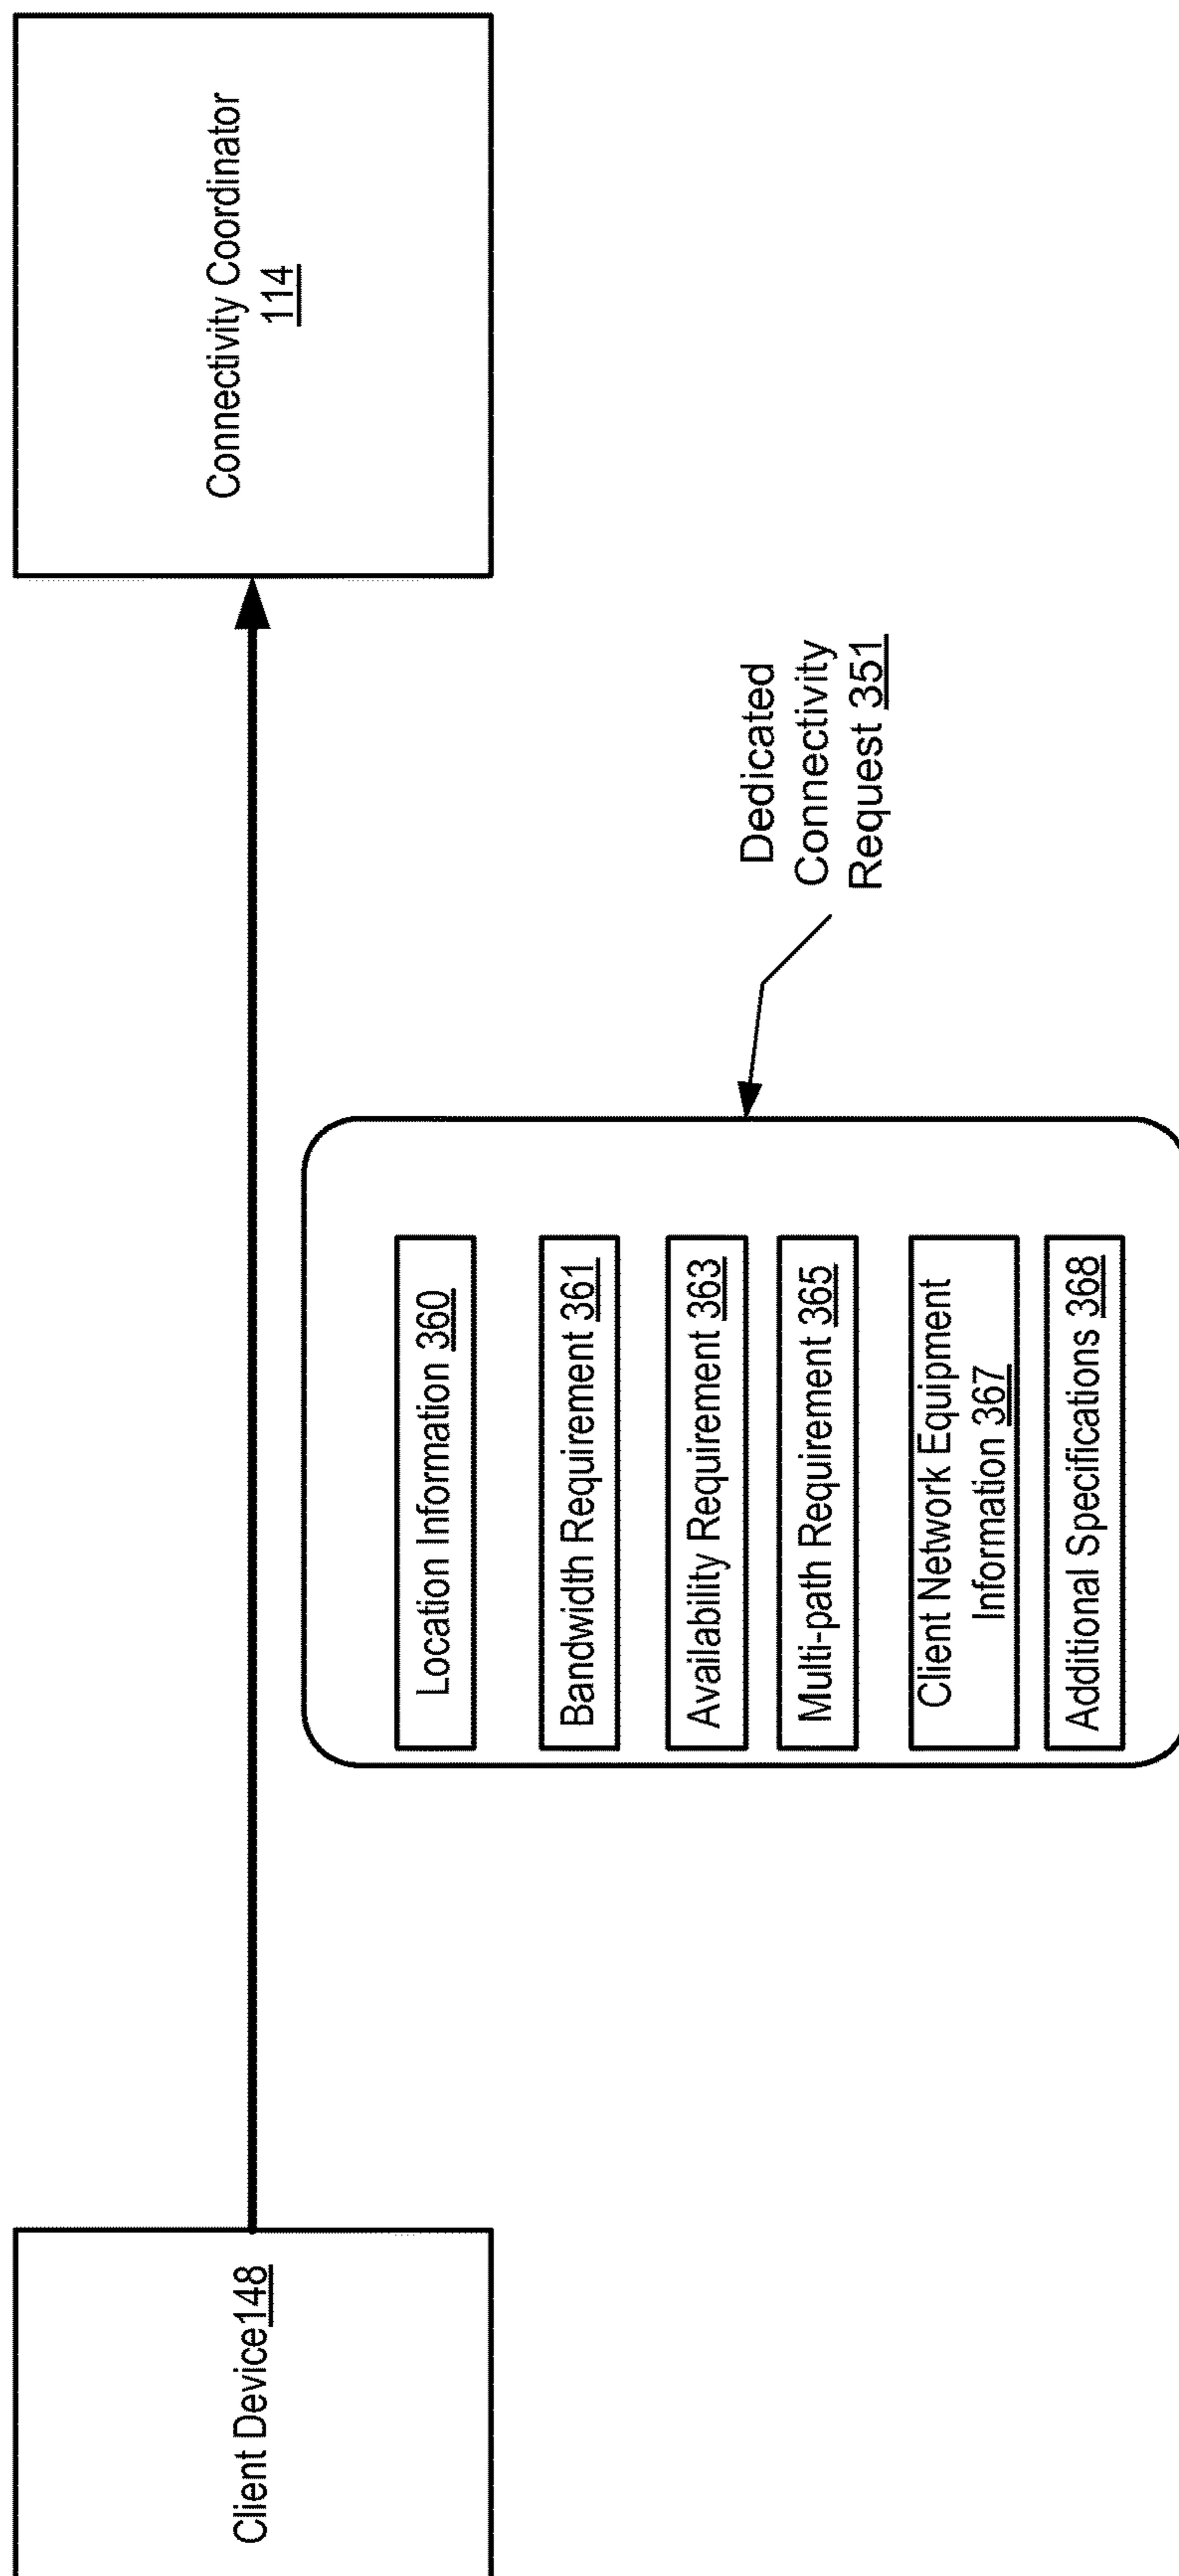 Client Device148
Connectivity Coordinator
114
Location Information 360
Bandwidth Requirement 361
Availability Requirement 363
Multi-path Requirement 365
Client Network Equipment
Information 367
Additional Specifications 368
Dedicated
Connectivity
Request 351